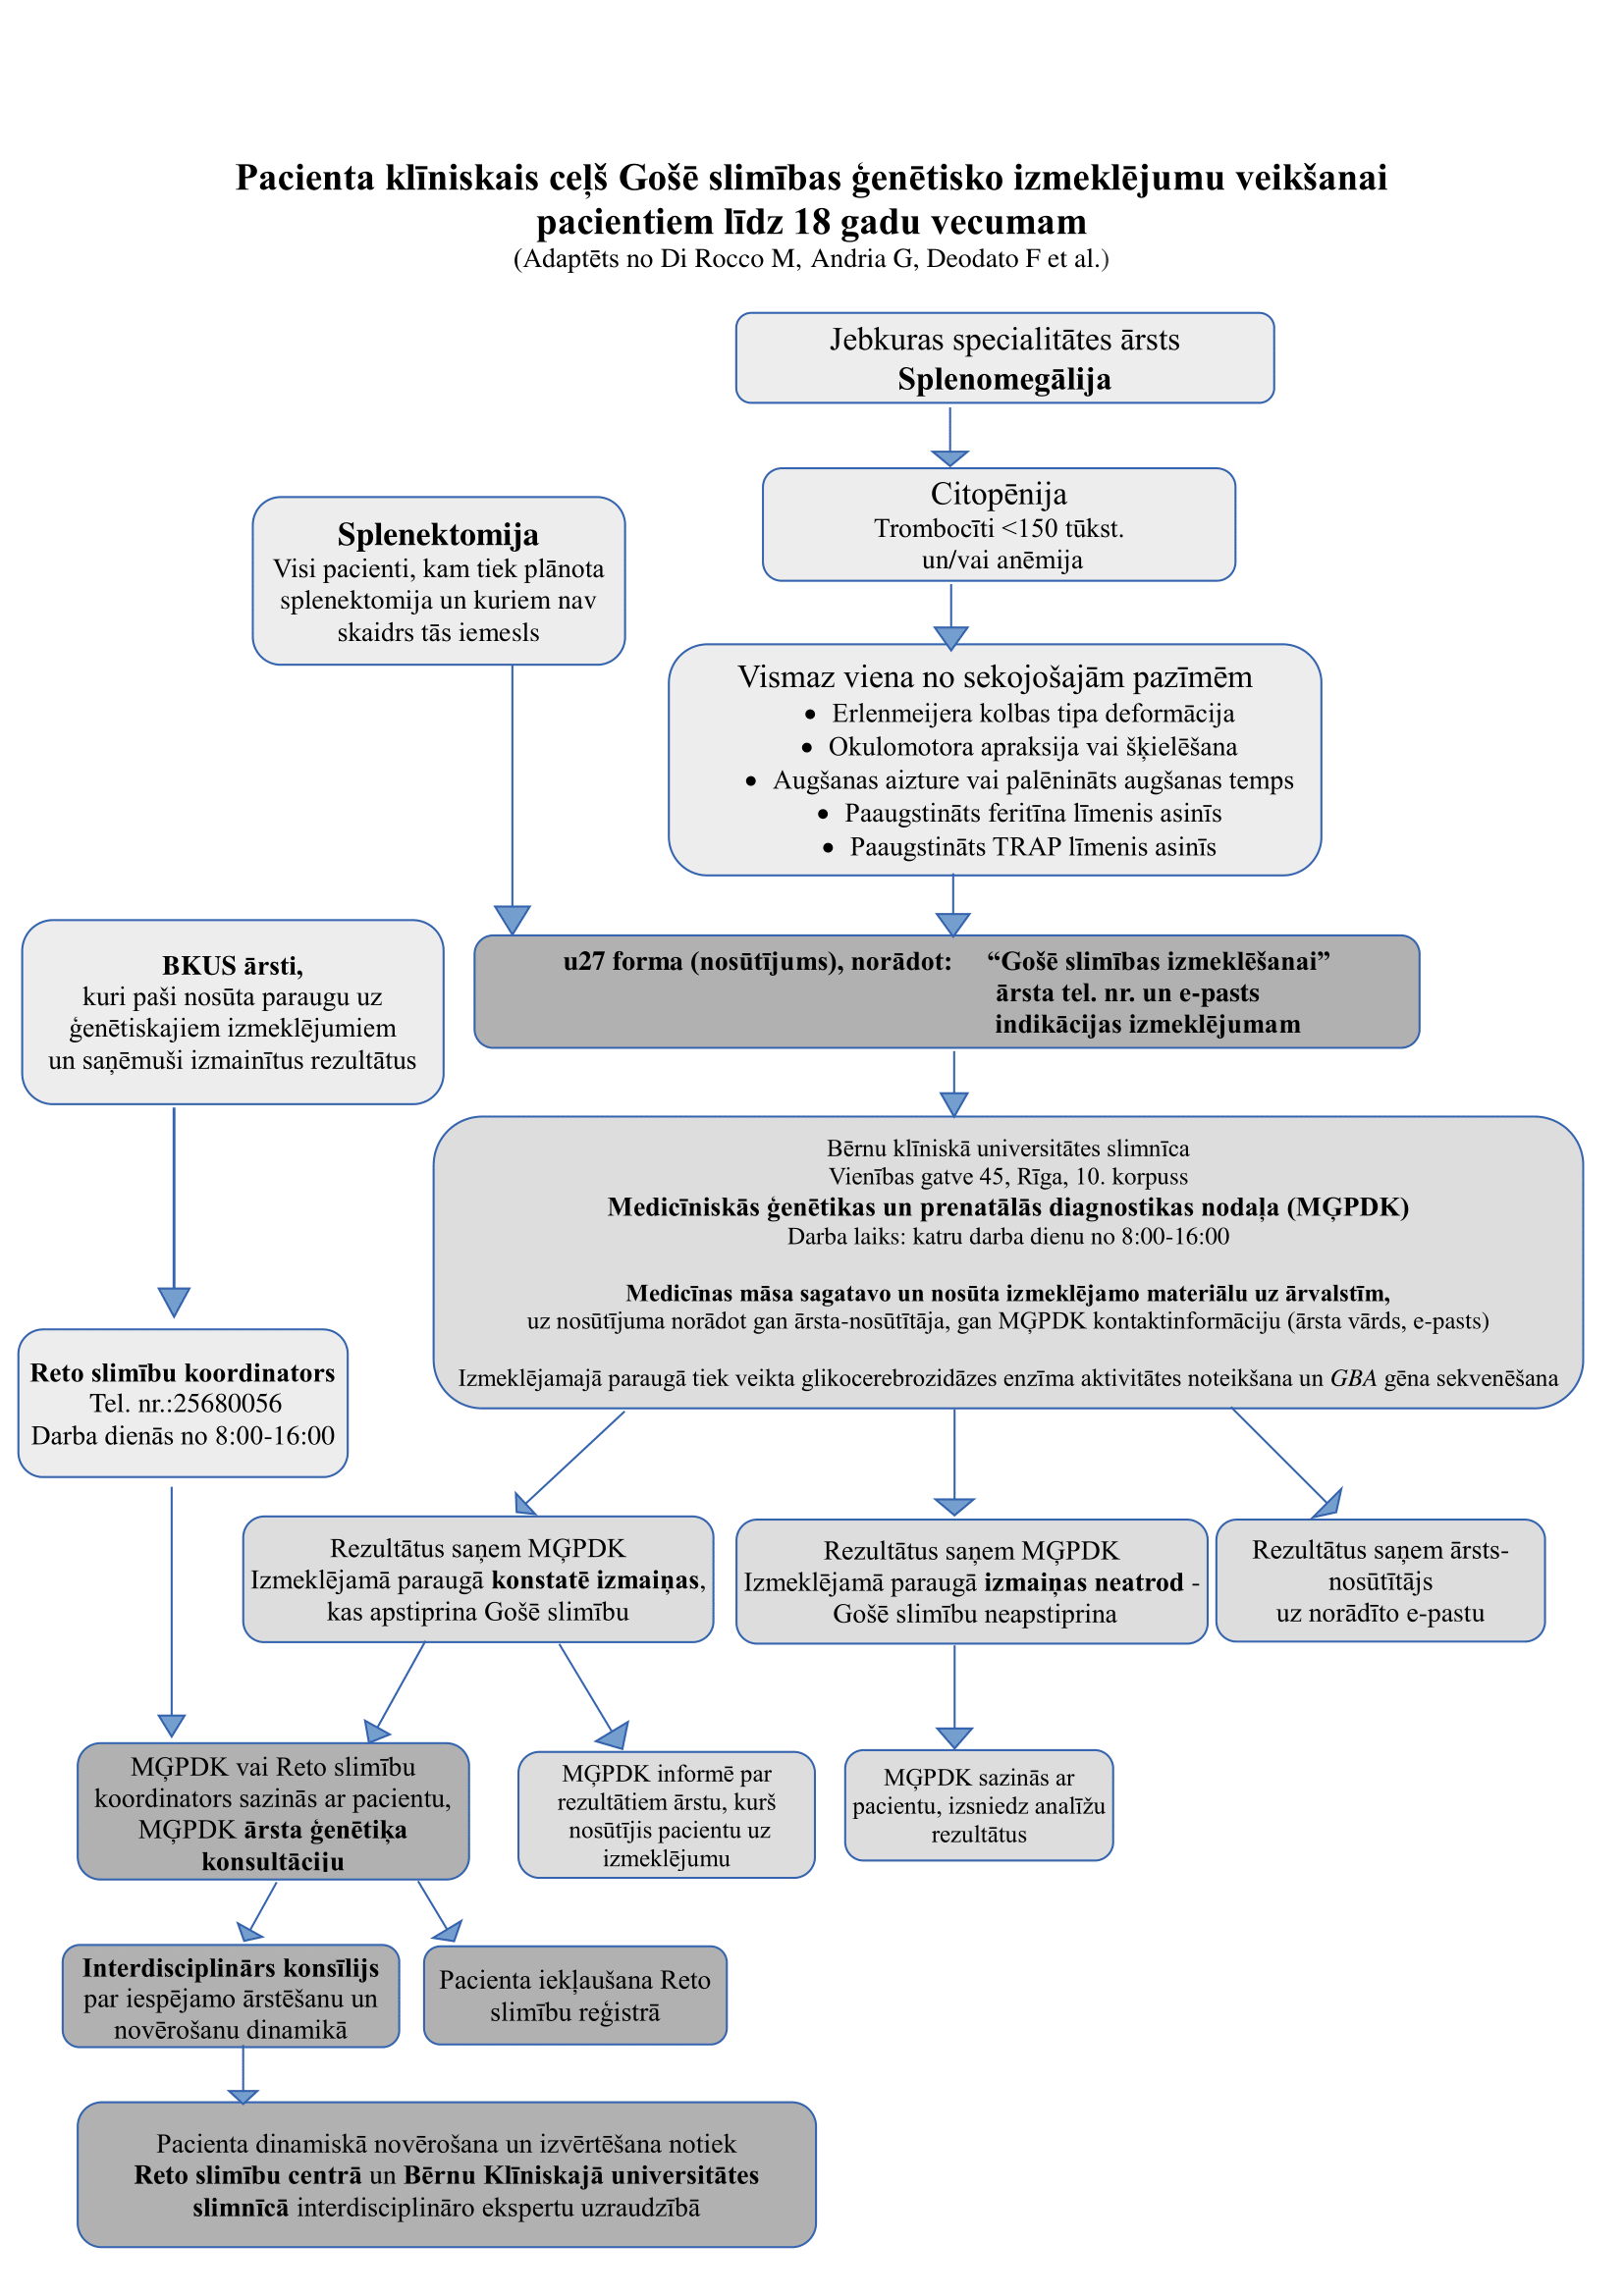 Pacienta klīniskais ceļš Gošē slimības ģenētisko izmeklējumu veikšanai
pacientiem līdz 18 gadu vecumam
(Adaptēts no Di Rocco M, Andria G, Deodato F et al.)
Jebkuras specialitātes ārsts
Splenomegālija
Citopēnija
Trombocīti <150 tūkst.
un/vai anēmija
Splenektomija
Visi pacienti, kam tiek plānota
splenektomija un kuriem nav
skaidrs tās iemesls
Vismaz viena no sekojošajām pazīmēm
• Erlenmeijera kolbas tipa deformācija
• Okulomotora apraksija vai šķielēšana
• Augšanas aizture vai palēnināts augšanas temps
• Paaugstināts feritīna līmenis asinīs
• Paaugstināts TRAP līmenis asinīs
BKUS ārsti,
kuri paši nosūta paraugu uz
ģenētiskajiem izmeklējumiem
un saņēmuši izmainītus rezultātus
u27 forma (nosūtījums), norādot: “Gošē slimības izmeklēšanai”
ārsta tel. nr. un e-pasts
indikācijas izmeklējumam
Bērnu klīniskā universitātes slimnīca
Vienības gatve 45, Rīga, 10. korpuss
Medicīniskās ģenētikas un prenatālās diagnostikas nodaļa (MĢPDK)
Darba laiks: katru darba dienu no 8:00-16:00
Medicīnas māsa sagatavo un nosūta izmeklējamo materiālu uz ārvalstīm,
uz nosūtījuma norādot gan ārsta-nosūtītāja, gan MĢPDK kontaktinformāciju (ārsta vārds, e-pasts)
Izmeklējamajā paraugā tiek veikta glikocerebrozidāzes enzīma aktivitātes noteikšana un GBA gēna sekvenēšana
Reto slimību koordinators
Tel. nr.:25680056
Darba dienās no 8:00-16:00
Rezultātus saņem MĢPDK
Izmeklējamā paraugā konstatē izmaiņas,
kas apstiprina Gošē slimību
Rezultātus saņem MĢPDK
Izmeklējamā paraugā izmaiņas neatrod -
Gošē slimību neapstiprina
Rezultātus saņem ārsts-
nosūtītājs
uz norādīto e-pastu
MĢPDK vai Reto slimību
koordinators sazinās ar pacientu,
MĢPDK ārsta ģenētiķa
konsultāciju
MĢPDK informē par
rezultātiem ārstu, kurš
nosūtījis pacientu uz
izmeklējumu
MĢPDK sazinās ar
pacientu, izsniedz analīžu
rezultātus
Interdisciplinārs konsīlijs
par iespējamo ārstēšanu un
novērošanu dinamikā
Pacienta iekļaušana Reto
slimību reģistrā
Pacienta dinamiskā novērošana un izvērtēšana notiek
Reto slimību centrā un Bērnu Klīniskajā universitātes
slimnīcā interdisciplināro ekspertu uzraudzībā